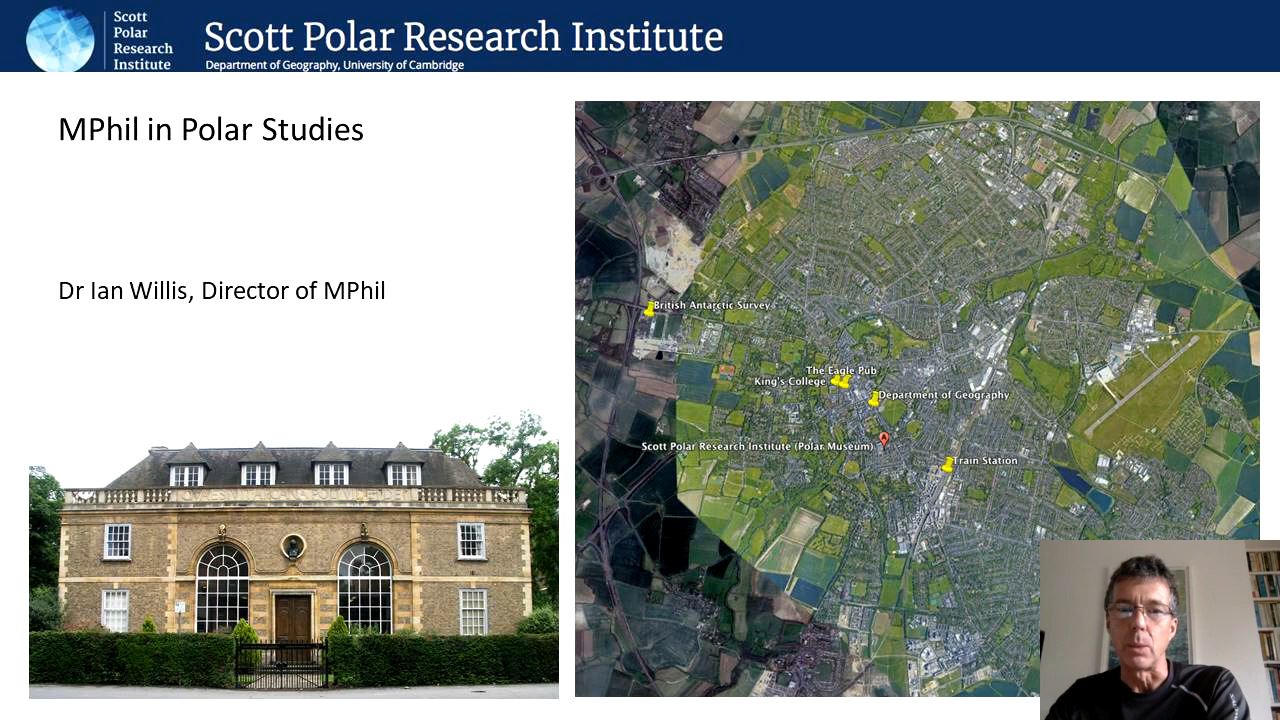 Scott
Polar
Research
Institute
Scott Polar Research Institute
Department of Geography, University of Cambridge
MPhil in Polar Studies
Dr Ian Willis, Director of MPhil
British Antarctic Survey
The Eagle Pub
King's College
Department of Geography
Scott Polar Research Institute (Polar Museum)
Train Station